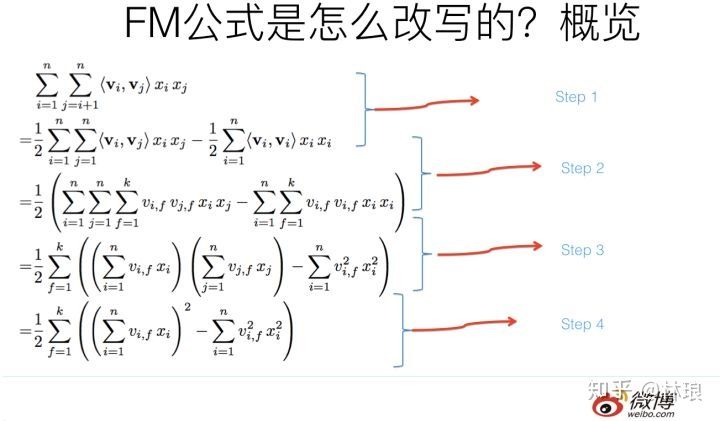 FM公式是怎么改写的？概览
$\sum_{i=1}^{n} \sum_{j=i+1}^{n} \langle \mathbf{v}_i, \mathbf{v}_j \rangle x_i x_j$
Step 1
$= \frac{1}{2} \sum_{i=1}^{n} \sum_{j=1}^{n} \langle \mathbf{v}_i, \mathbf{v}_j \rangle x_i x_j - \frac{1}{2} \sum_{i=1}^{n} \langle \mathbf{v}_i, \mathbf{v}_i \rangle x_i x_i$
Step 2
$= \frac{1}{2} \left( \sum_{i=1}^{n} \sum_{j=1}^{n} \sum_{f=1}^{k} v_{i,f} v_{j,f} x_i x_j - \sum_{i=1}^{n} \sum_{f=1}^{k} v_{i,f} v_{i,f} x_i x_i \right)$
Step 3
$= \frac{1}{2} \sum_{f=1}^{k} \left( \left( \sum_{i=1}^{n} v_{i,f} x_i \right) \left( \sum_{j=1}^{n} v_{j,f} x_j \right) - \sum_{i=1}^{n} v_{i,f}^2 x_i^2 \right)$
Step 4
$= \frac{1}{2} \sum_{f=1}^{k} \left( \left( \sum_{i=1}^{n} v_{i,f} x_i \right)^2 - \sum_{i=1}^{n} v_{i,f}^2 x_i^2 \right)$
知乎 @林琅
微博
weibo.com